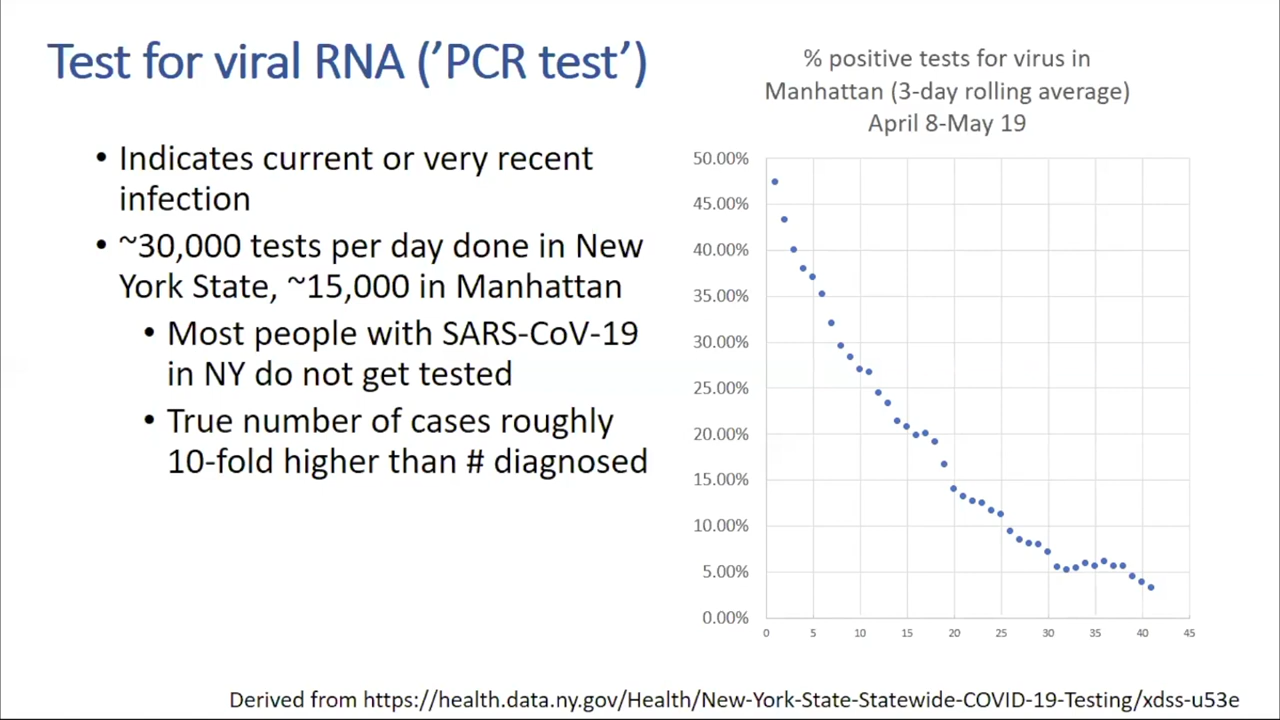 Test for viral RNA (’PCR test’)
• Indicates current or very recent
infection
• ~30,000 tests per day done in New
York State, ~15,000 in Manhattan
• Most people with SARS-CoV-19
in NY do not get tested
• True number of cases roughly
10-fold higher than # diagnosed
% positive tests for virus in
Manhattan (3-day rolling average)
April 8-May 19
50.00%
45.00%
40.00%
35.00%
30.00%
25.00%
20.00%
15.00%
10.00%
5.00%
0.00%
0 5 10 15 20 25 30 35 40 45
Derived from https://health.data.ny.gov/Health/New-York-State-Statewide-COVID-19-Testing/xdss-u53e